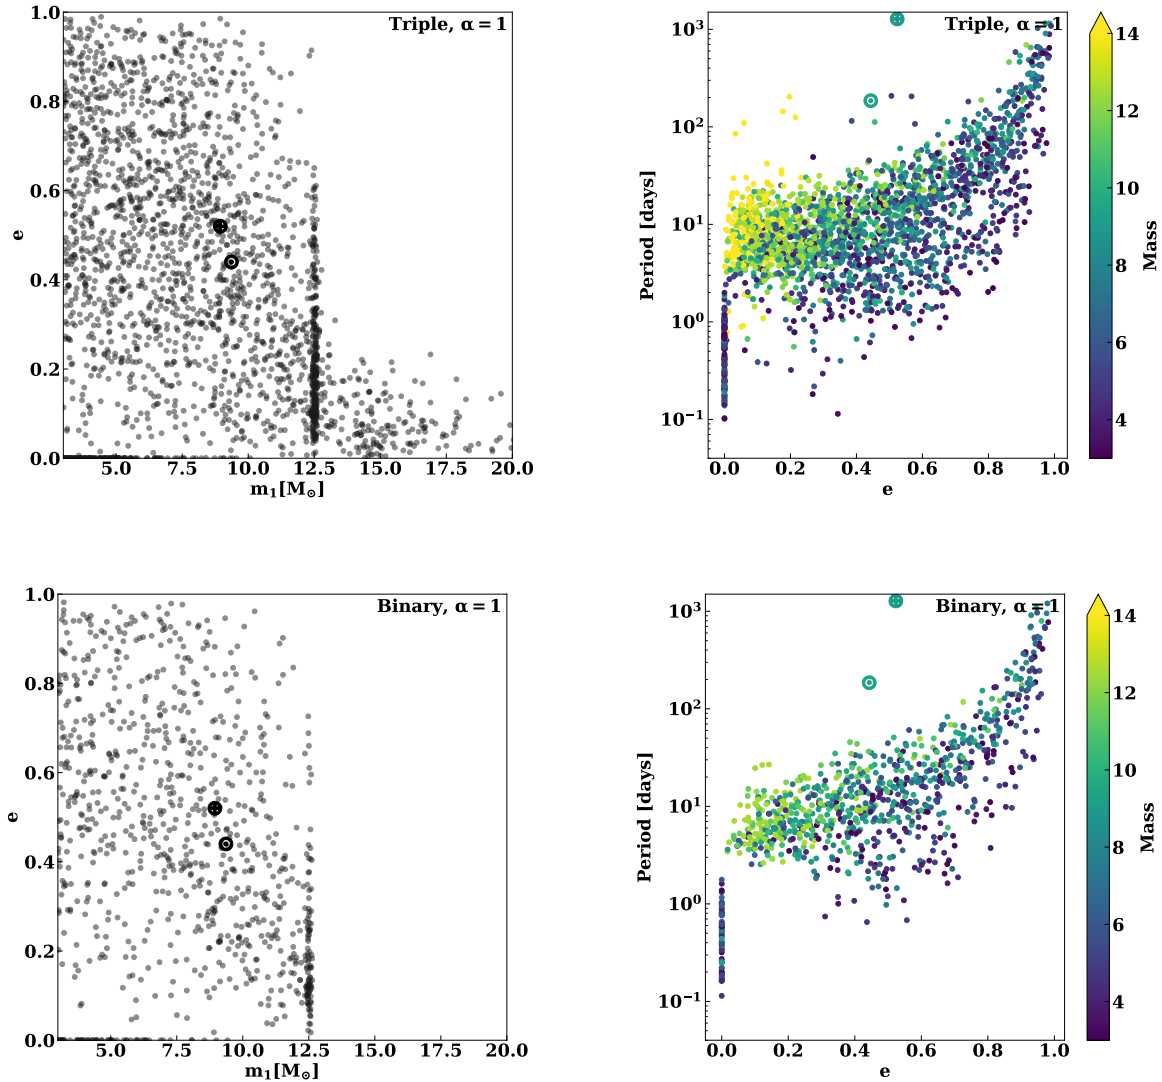 Triple, α = 1
1.0
0.8
0.6
0.4
0.2
0.0
e
5.0 7.5 10.0 12.5 15.0 17.5 20.0
m₁[M⊙]
Triple, α = 1
10³
10²
10¹
10⁰
10⁻¹
Period [days]
0.0 0.2 0.4 0.6 0.8 1.0
e
14
12
10
8
6
4
Mass
Binary, α = 1
1.0
0.8
0.6
0.4
0.2
0.0
e
5.0 7.5 10.0 12.5 15.0 17.5 20.0
m₁[M⊙]
Binary, α = 1
10³
10²
10¹
10⁰
10⁻¹
Period [days]
0.0 0.2 0.4 0.6 0.8 1.0
e
14
12
10
8
6
4
Mass